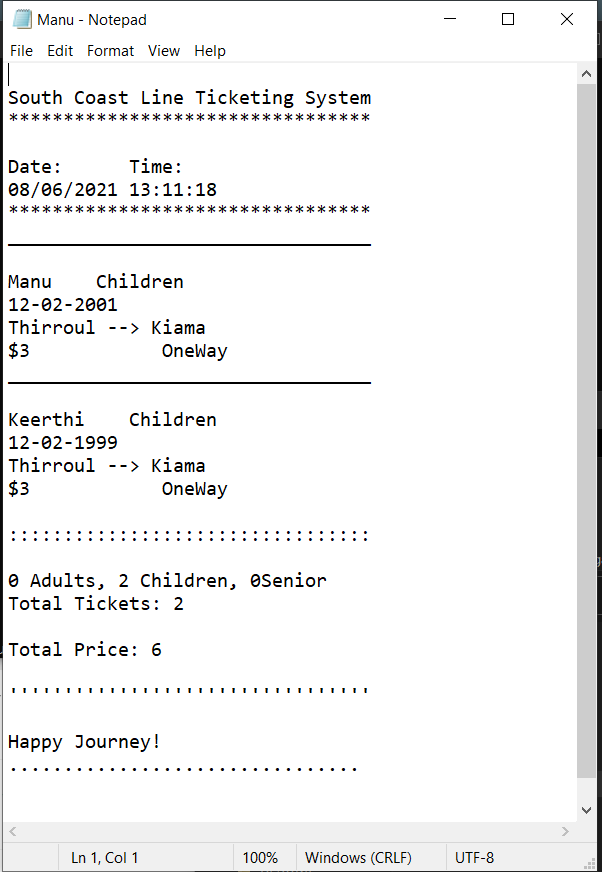 Manu - Notepad
File Edit Format View Help
South Coast Line Ticketing System
*********************************
Date:      Time:
08/06/2021 13:11:18
*********************************
_________________________________
Manu    Children
12-02-2001
Thirroul --> Kiama
$3            OneWay
_________________________________
Keerthi    Children
12-02-1999
Thirroul --> Kiama
$3            OneWay
:::::::::::::::::::::::::::::::::
0 Adults, 2 Children, 0Senior
Total Tickets: 2
Total Price: 6
'''''''''''''''''''''''''''''''''
Happy Journey!
................................
Ln 1, Col 1 100% Windows (CRLF) UTF-8